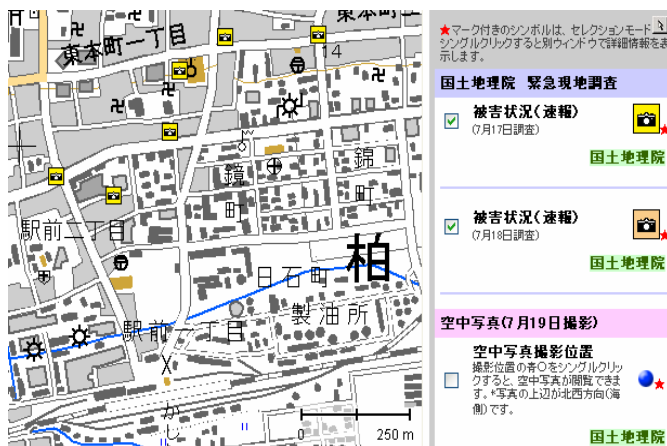 東本町一丁目
東本町二
14
鏡町
錦町
駅前二丁目
日石町
柏
製油所
駅前一丁目
かし
0 250 m
★マーク付きのシンボルは、セレクションモードで
シングルクリックすると別ウィンドウで詳細情報を表
示します。
国土地理院 緊急現地調査
被害状況(速報)
(7月17日調査)
国土地理院
被害状況(速報)
(7月18日調査)
国土地理院
空中写真(7月19日撮影)
空中写真撮影位置
撮影位置の青○をシングルクリッ
クすると、空中写真が閲覧できま
す。*写真の上辺が北西方向(海
側)です。
国土地理院